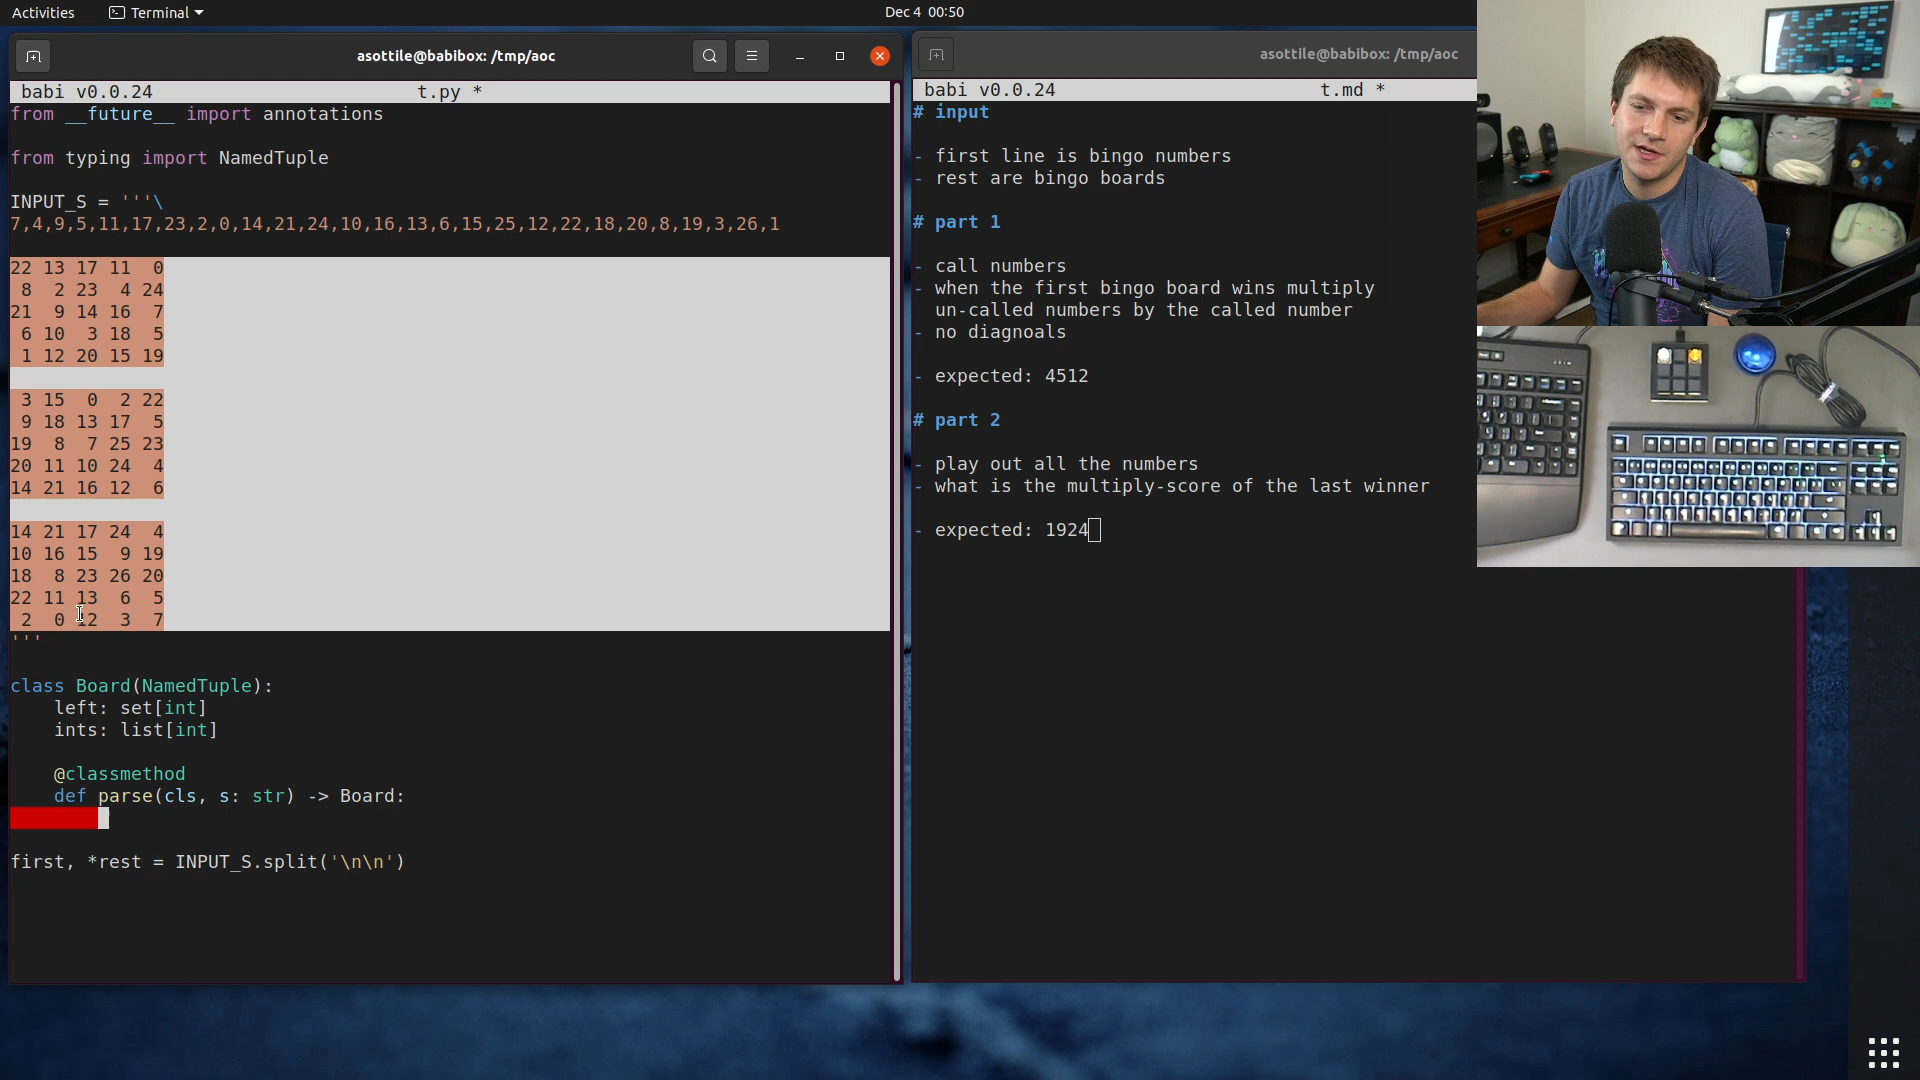 Activities
Terminal
Dec 4 00:50
asottile@babibox: /tmp/aoc
babi v0.0.24 t.py *
from __future__ import annotations
from typing import NamedTuple
INPUT_S = '''\
7,4,9,5,11,17,23,2,0,14,21,24,10,16,13,6,15,25,12,22,18,20,8,19,3,26,1
22 13 17 11  0
 8  2 23  4 24
21  9 14 16  7
 6 10  3 18  5
 1 12 20 15 19
 3 15  0  2 22
 9 18 13 17  5
19  8  7 25 23
20 11 10 24  4
14 21 16 12  6
14 21 17 24  4
10 16 15  9 19
18  8 23 26 20
22 11 13  6  5
 2  0 12  3  7
'''
class Board(NamedTuple):
    left: set[int]
    ints: list[int]
    @classmethod
    def parse(cls, s: str) -> Board:
first, *rest = INPUT_S.split('\n\n')
asottile@babibox: /tmp/aoc
babi v0.0.24 t.md *
# input
- first line is bingo numbers
- rest are bingo boards
# part 1
- call numbers
- when the first bingo board wins multiply
  un-called numbers by the called number
- no diagnoals
- expected: 4512
# part 2
- play out all the numbers
- what is the multiply-score of the last winner
- expected: 1924